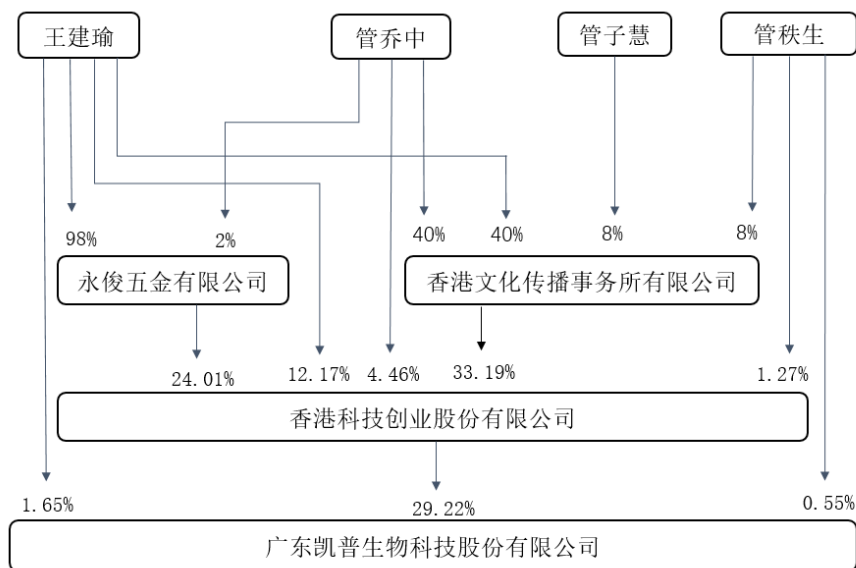 王建瑜 管乔中 管子慧 管秩生
98% 2% 40% 40% 8% 8%
永俊五金有限公司 香港文化传播事务所有限公司
24.01% 12.17% 4.46% 33.19% 1.27%
香港科技创业股份有限公司
1.65% 29.22% 0.55%
广东凯普生物科技股份有限公司